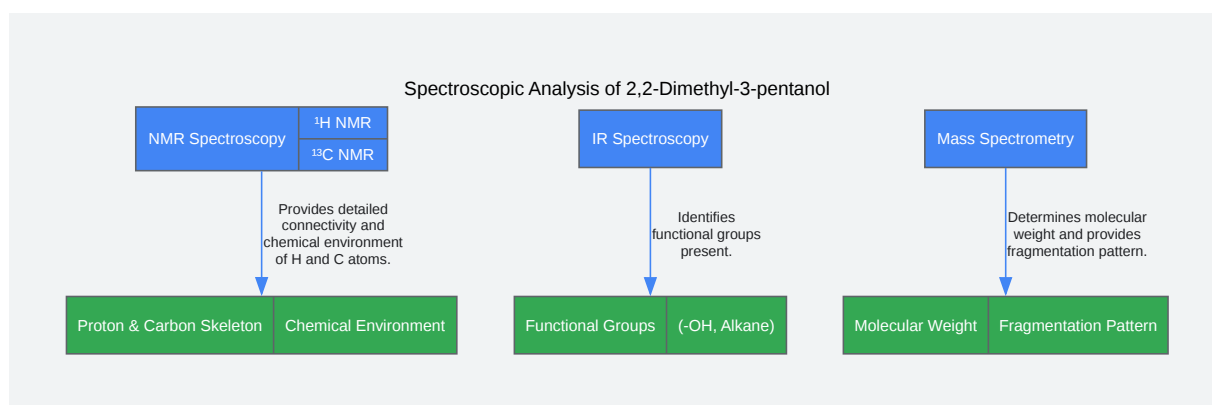 Spectroscopic Analysis of 2,2-Dimethyl-3-pentanol
NMR Spectroscopy
¹H NMR
¹³C NMR
IR Spectroscopy
Mass Spectrometry
Provides detailed
connectivity and
chemical environment
of H and C atoms.
Identifies
functional groups
present.
Determines molecular
weight and provides
fragmentation pattern.
Proton & Carbon Skeleton
Chemical Environment
Functional Groups
(-OH, Alkane)
Molecular Weight
Fragmentation Pattern